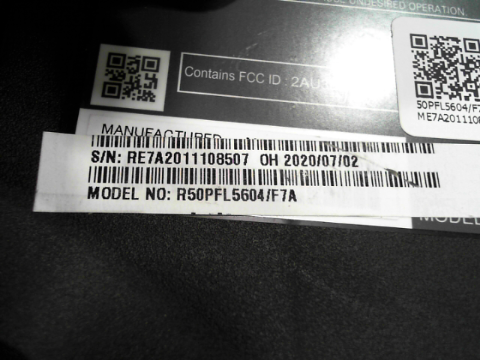 UNDESIRED OPERATION.
Contains FCC ID : 2AU
50PFL5604/F7
ME7A2011108
MANUFACTURED
S/N: RE7A2011108507 OH 2020/07/02
MODEL NO: R50PFL5604/F7A
MODEL